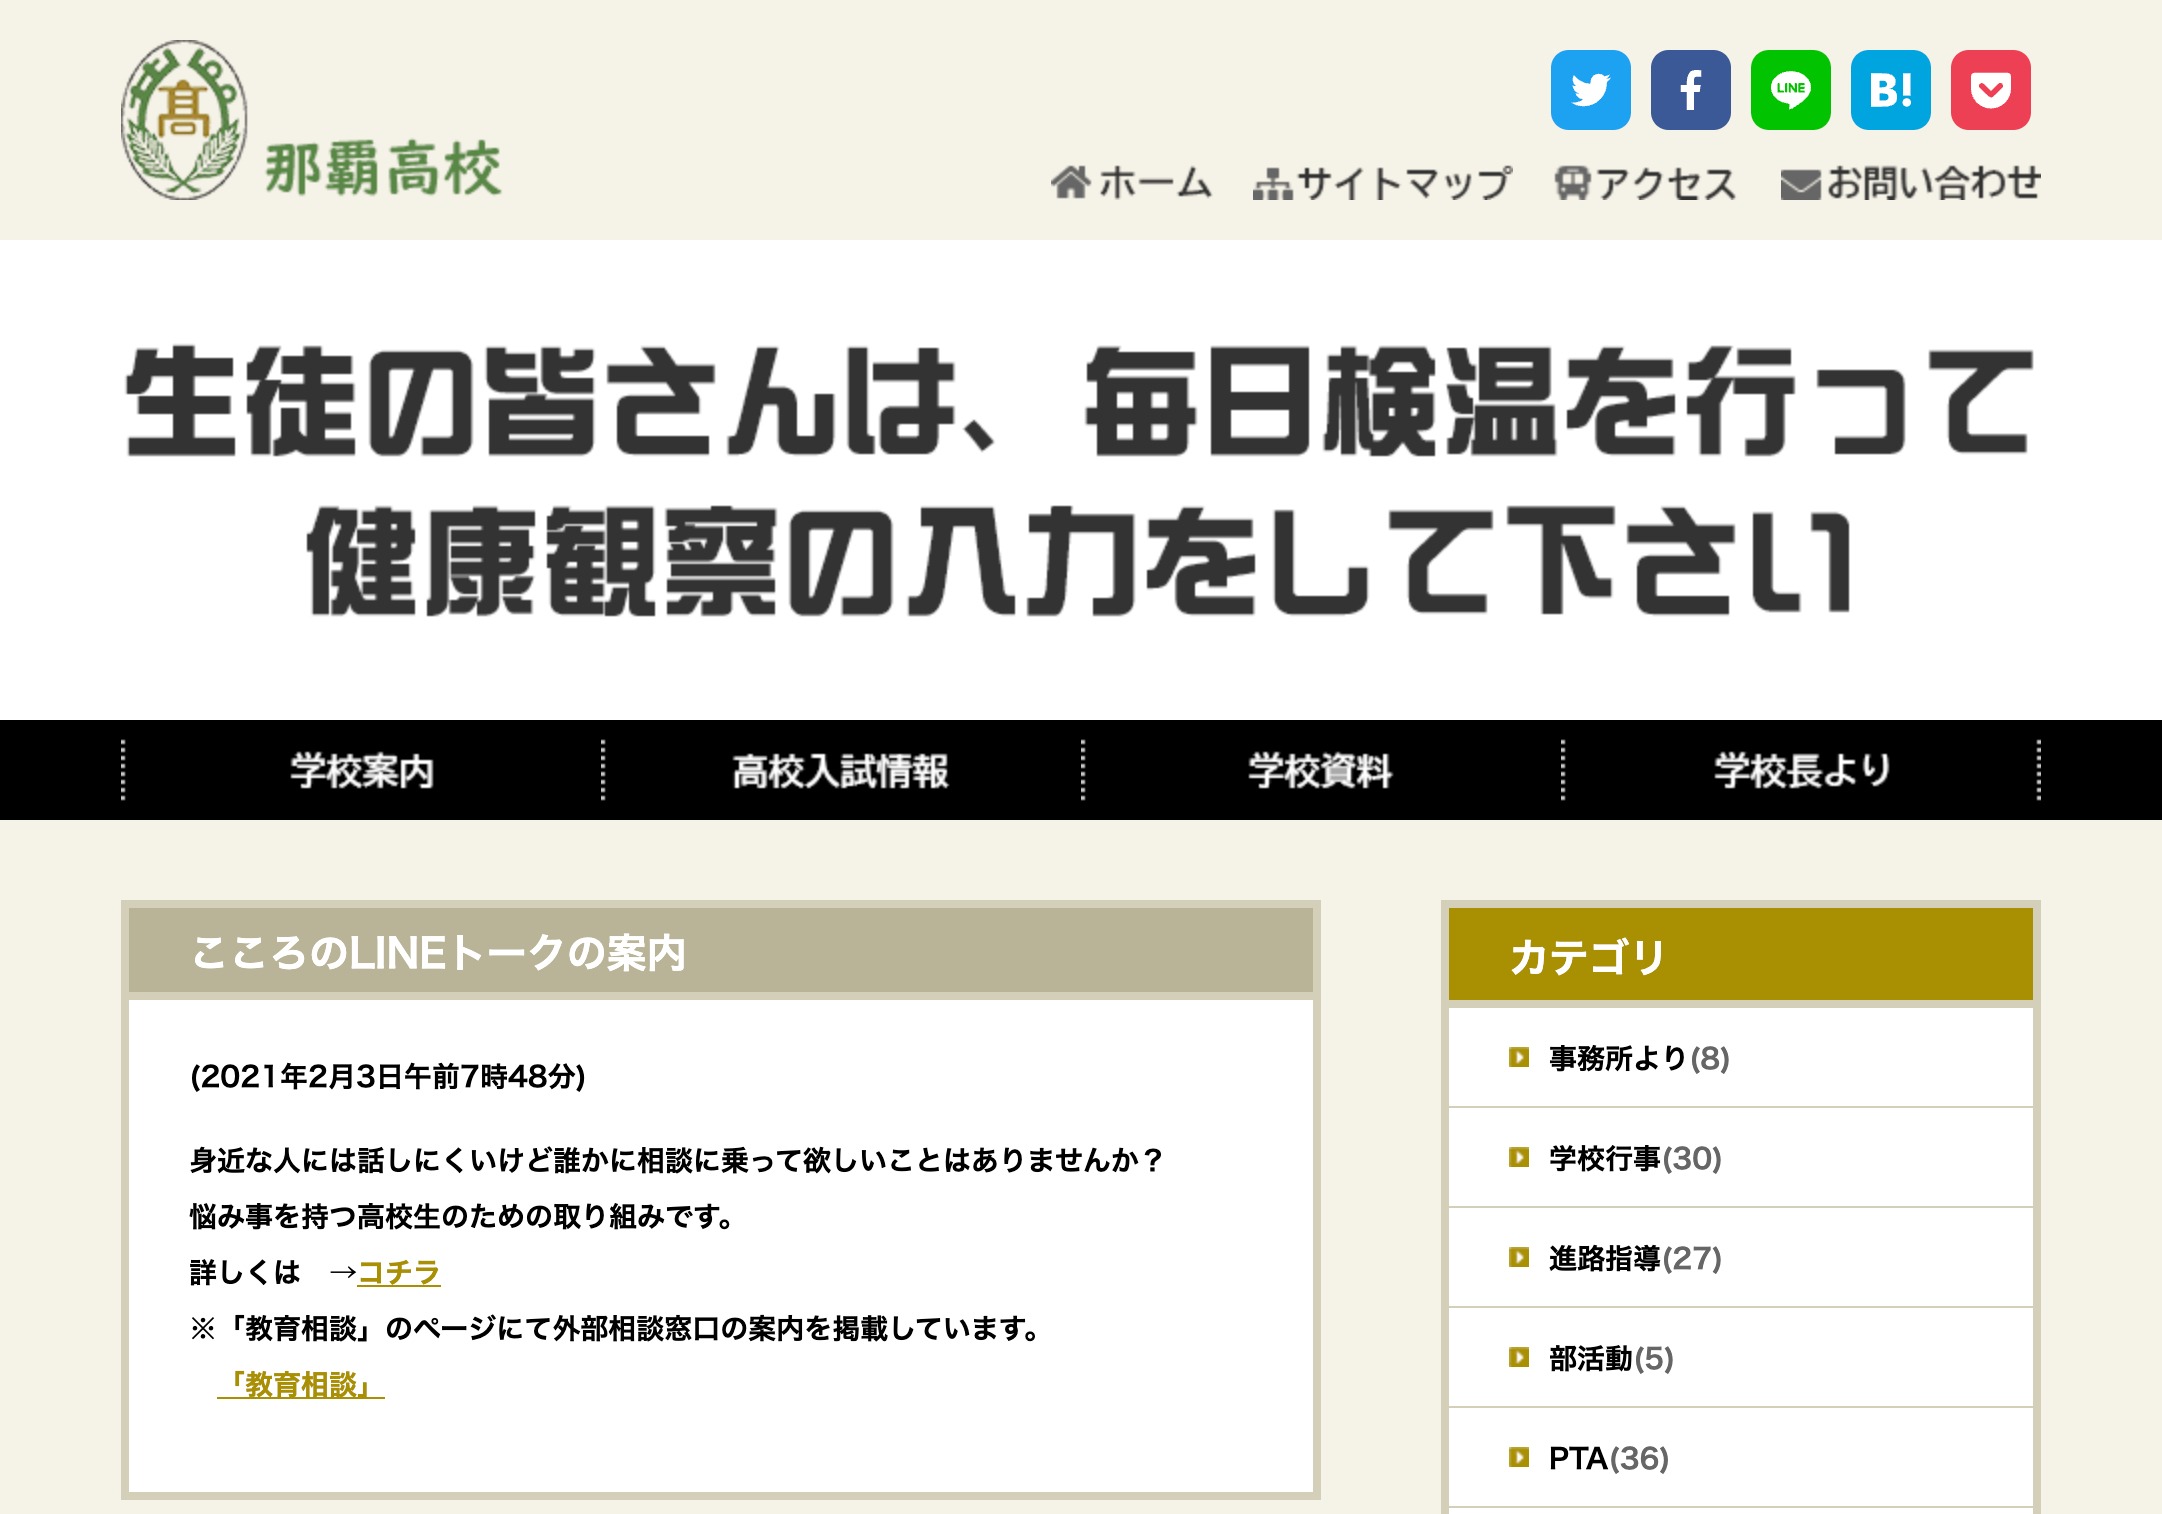 高
那覇高校
LINE
B!
ホーム
サイトマップ
アクセス
お問い合わせ
生徒の皆さんは、毎日検温を行って
健康観察の入力をして下さい
学校案内
高校入試情報
学校資料
学校長より
こころのLINEトークの案内
(2021年2月3日午前7時48分)
身近な人には話しにくいけど誰かに相談に乗って欲しいことはありませんか？
悩み事を持つ高校生のための取り組みです。
詳しくは　→コチラ
※「教育相談」のページにて外部相談窓口の案内を掲載しています。
「教育相談」
カテゴリ
事務所より(8)
学校行事(30)
進路指導(27)
部活動(5)
PTA(36)